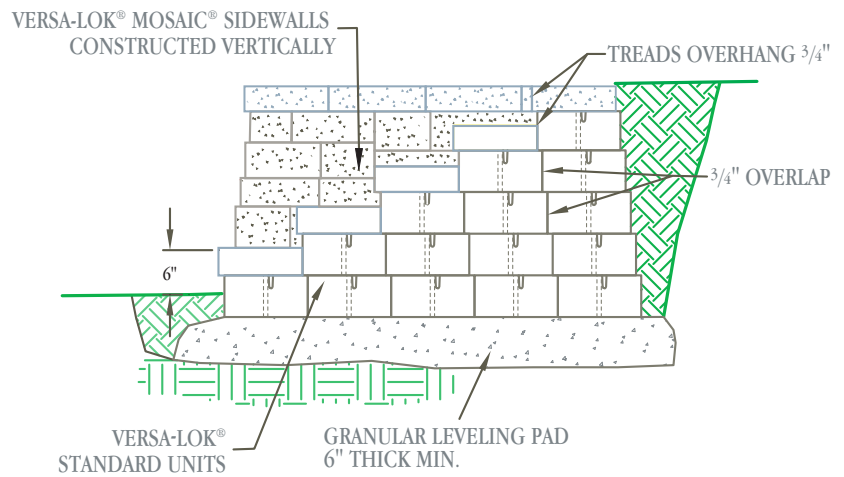 VERSA-LOK® MOSAIC® SIDEWALLS
CONSTRUCTED VERTICALLY
TREADS OVERHANG 3/4"
3/4" OVERLAP
6"
VERSA-LOK®
STANDARD UNITS
GRANULAR LEVELING PAD
6" THICK MIN.